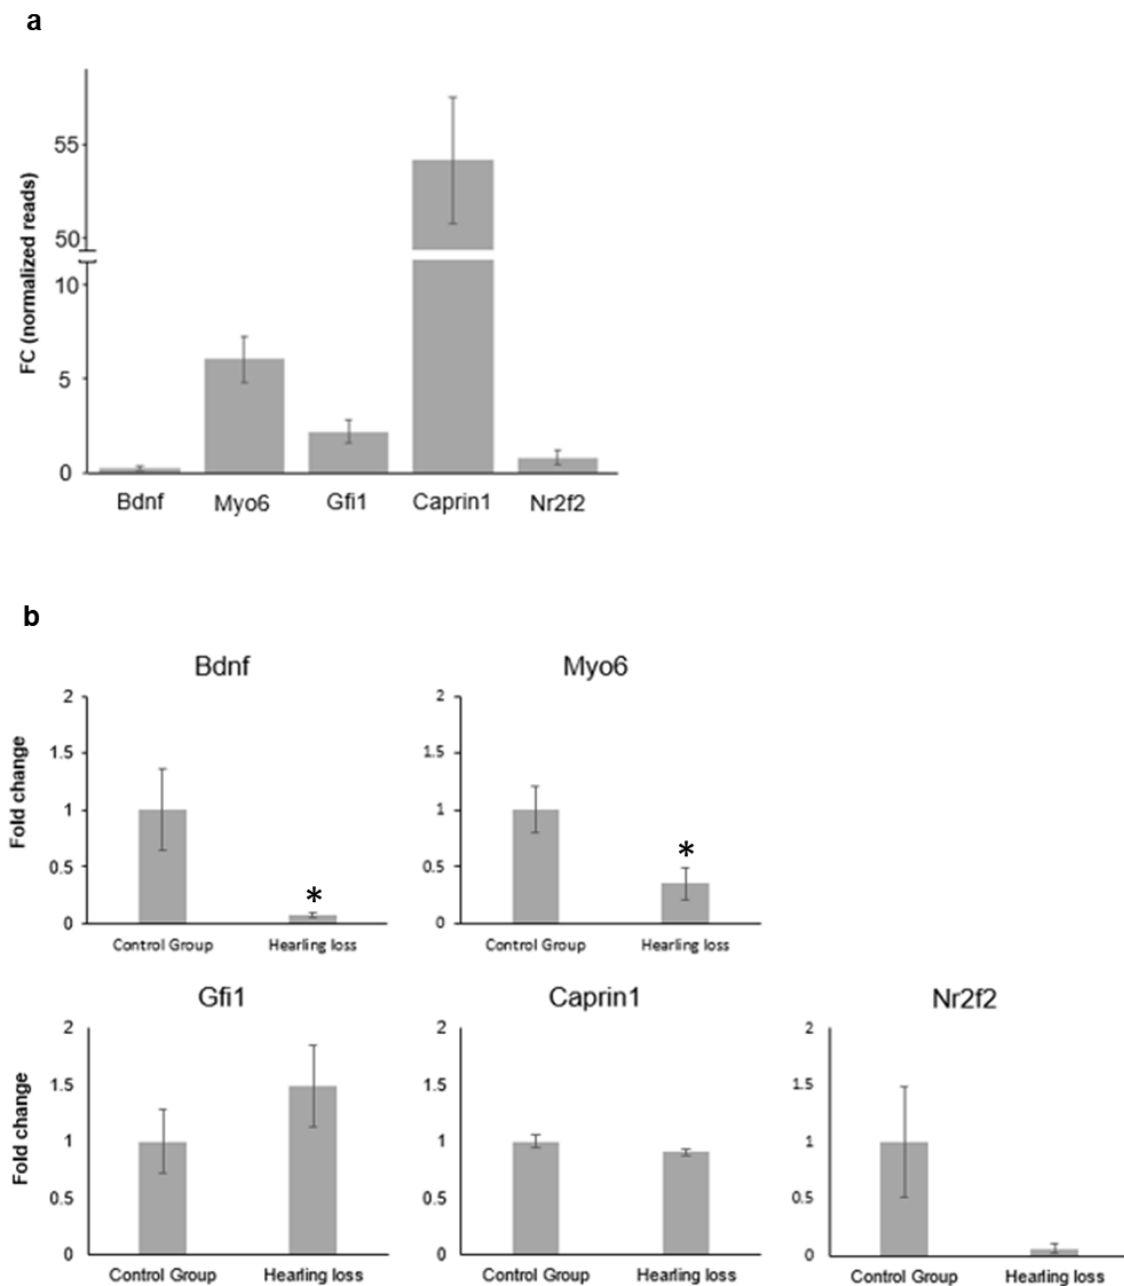 a
FC (normalized reads)
55
50
10
5
0
Bdnf Myo6 Gfi1 Caprin1 Nr2f2
b
Bdnf
Fold change
2
1.5
1
0.5
0
Control Group Hearling loss
*
Myo6
2
1.5
1
0.5
0
Control Group Hearling loss
*
Gfi1
Fold change
2
1.5
1
0.5
0
Control Group Hearling loss
Caprin1
2
1.5
1
0.5
0
Control Group Hearling loss
Nr2f2
2
1.5
1
0.5
0
Control Group Hearling loss